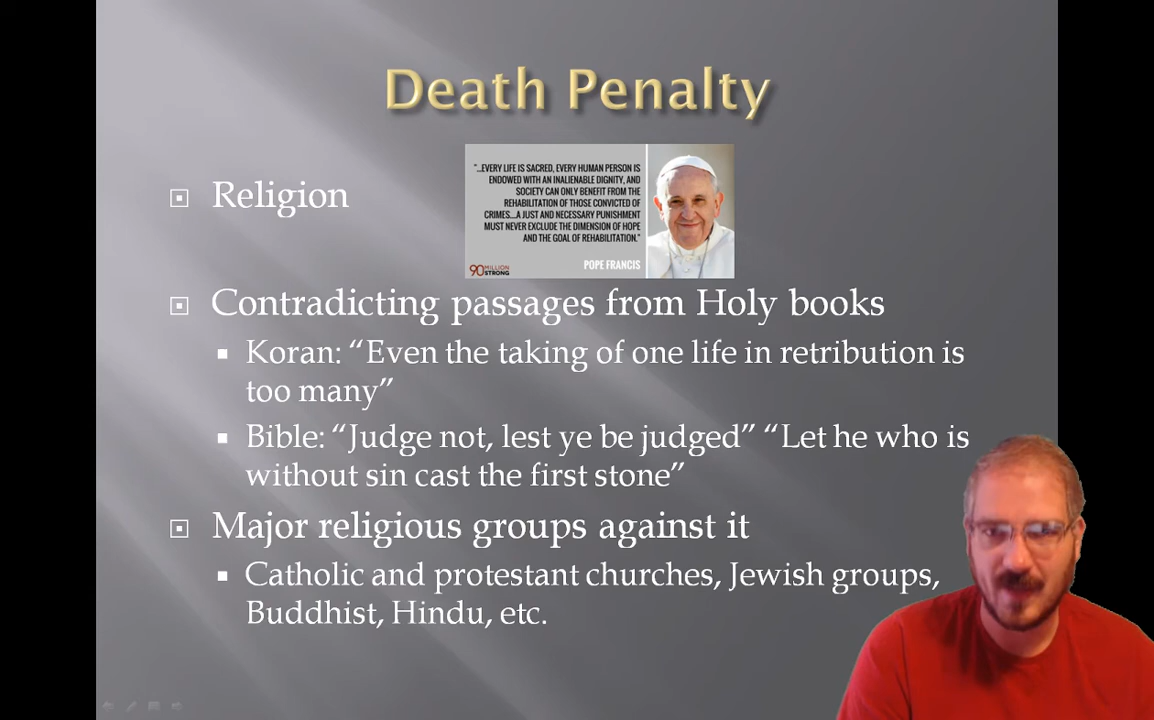 Death Penalty
Religion
"...EVERY LIFE IS SACRED, EVERY HUMAN PERSON IS
ENDOWED WITH AN INALIENABLE DIGNITY, AND
SOCIETY CAN ONLY BENEFIT FROM THE
REHABILITATION OF THOSE CONVICTED OF
CRIMES....A JUST AND NECESSARY PUNISHMENT
MUST NEVER EXCLUDE THE DIMENSION OF HOPE
AND THE GOAL OF REHABILITATION."
POPE FRANCIS
90 MILLION
STRONG
Contradicting passages from Holy books
Koran: “Even the taking of one life in retribution is
too many”
Bible: “Judge not, lest ye be judged” “Let he who is
without sin cast the first stone”
Major religious groups against it
Catholic and protestant churches, Jewish groups,
Buddhist, Hindu, etc.